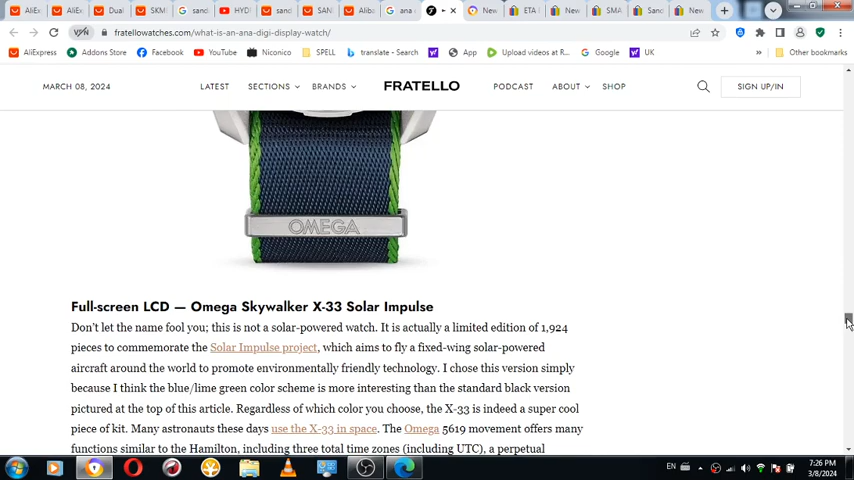 AliEx
AliEx
Dual
SKM
G sand
HYD
sand
SAN
Aliba
G ana
New
ETA
New
SMA
Sand
New
VPN
fratellowatches.com/what-is-an-ana-digi-display-watch/
AliExpress
Addons Store
Facebook
YouTube
Niconico
SPELL
translate - Search
App
Upload videos at R...
Google
UK
»
Other bookmarks
MARCH 08, 2024
LATEST
SECTIONS
BRANDS
FRATELLO
PODCAST
ABOUT
SHOP
SIGN UP/IN
OMEGA
Full-screen LCD — Omega Skywalker X-33 Solar Impulse
Don't let the name fool you; this is not a solar-powered watch. It is actually a limited edition of 1,924
pieces to commemorate the Solar Impulse project, which aims to fly a fixed-wing solar-powered
aircraft around the world to promote environmentally friendly technology. I chose this version simply
because I think the blue/lime green color scheme is more interesting than the standard black version
pictured at the top of this article. Regardless of which color you choose, the X-33 is indeed a super cool
piece of kit. Many astronauts these days use the X-33 in space. The Omega 5619 movement offers many
functions similar to the Hamilton, including three total time zones (including UTC), a perpetual
EN
7:26 PM
3/8/2024